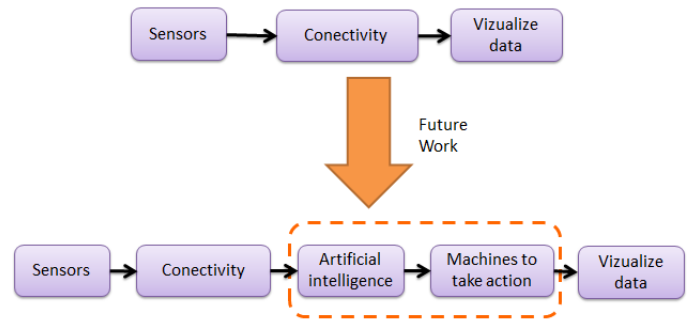 Sensors
Conectivity
Vizualize
data
Future
Work
Sensors
Conectivity
Artificial
intelligence
Machines to
take action
Vizualize
data